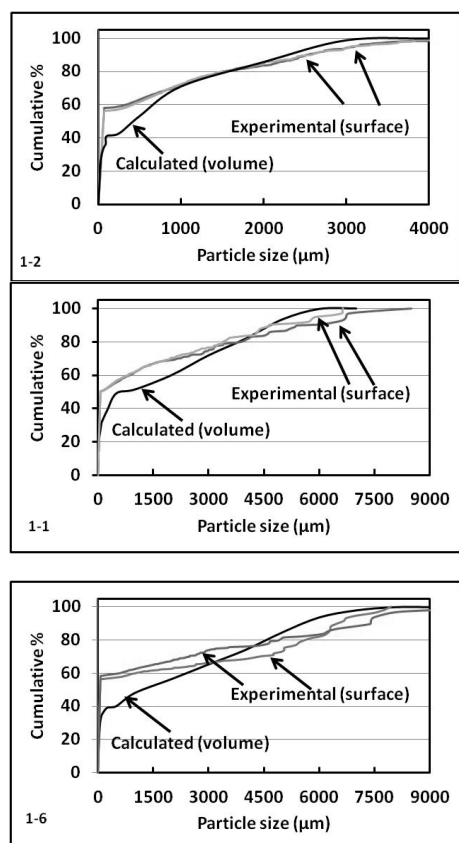 100
80
60
40
20
0
Cumulative %
Experimental (surface)
Calculated (volume)
0 1000 2000 3000 4000
Particle size (µm)
1-2
100
80
60
40
20
0
Cumulative %
Experimental (surface)
Calculated (volume)
0 1500 3000 4500 6000 7500 9000
Particle size (µm)
1-1
100
80
60
40
20
0
Cumulative %
Experimental (surface)
Calculated (volume)
0 1500 3000 4500 6000 7500 9000
Particle size (µm)
1-6